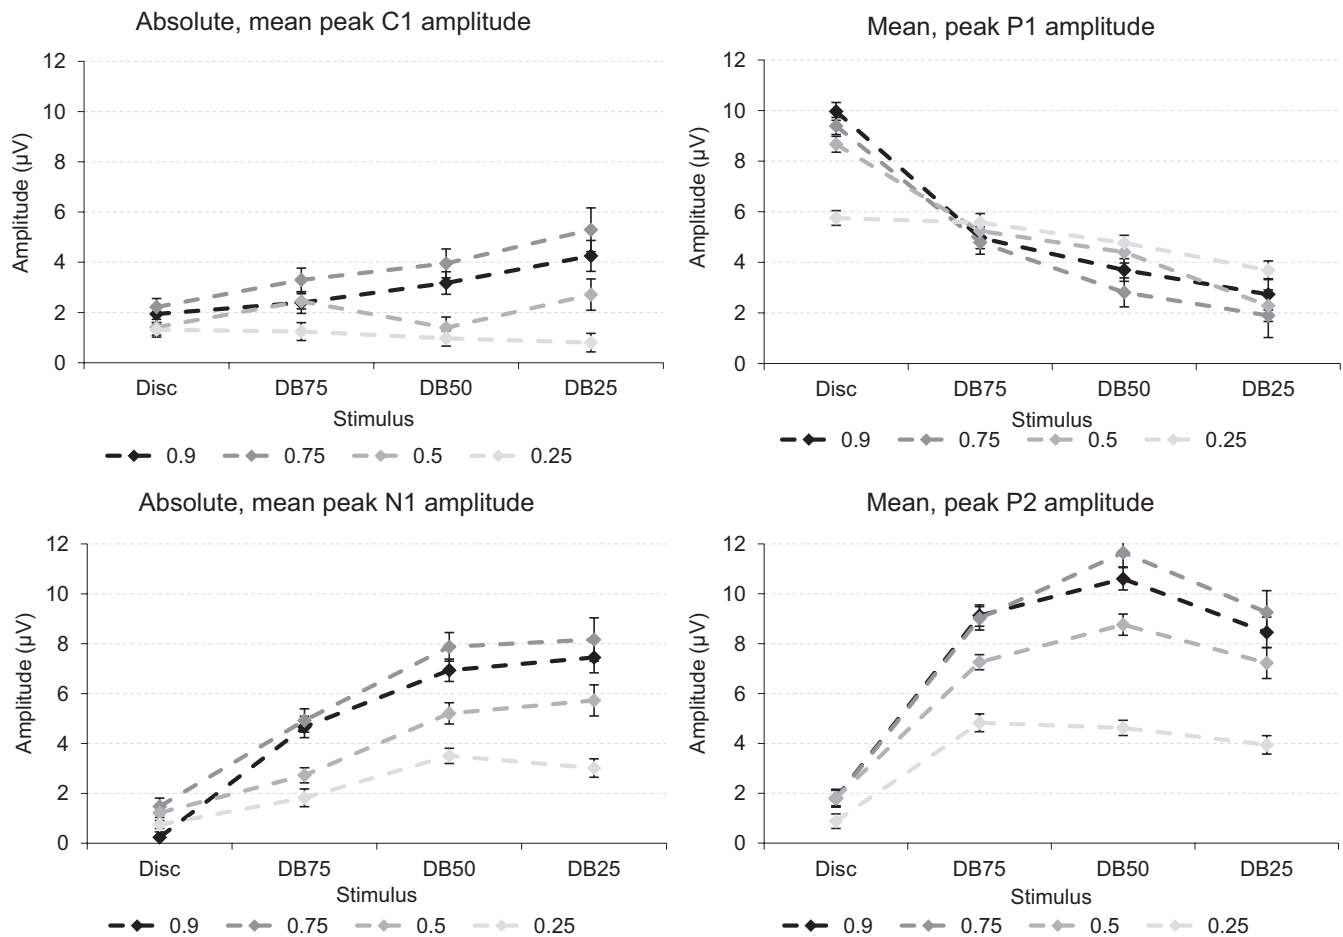 Absolute, mean peak C1 amplitude
12
10
8
6
4
2
0
Amplitude (µV)
Disc DB75 DB50 DB25
Stimulus
0.9 0.75 0.5 0.25
Mean, peak P1 amplitude
12
10
8
6
4
2
0
Amplitude (µV)
Disc DB75 DB50 DB25
Stimulus
0.9 0.75 0.5 0.25
Absolute, mean peak N1 amplitude
12
10
8
6
4
2
0
Amplitude (µV)
Disc DB75 DB50 DB25
Stimulus
0.9 0.75 0.5 0.25
Mean, peak P2 amplitude
12
10
8
6
4
2
0
Amplitude (µV)
Disc DB75 DB50 DB25
Stimulus
0.9 0.75 0.5 0.25